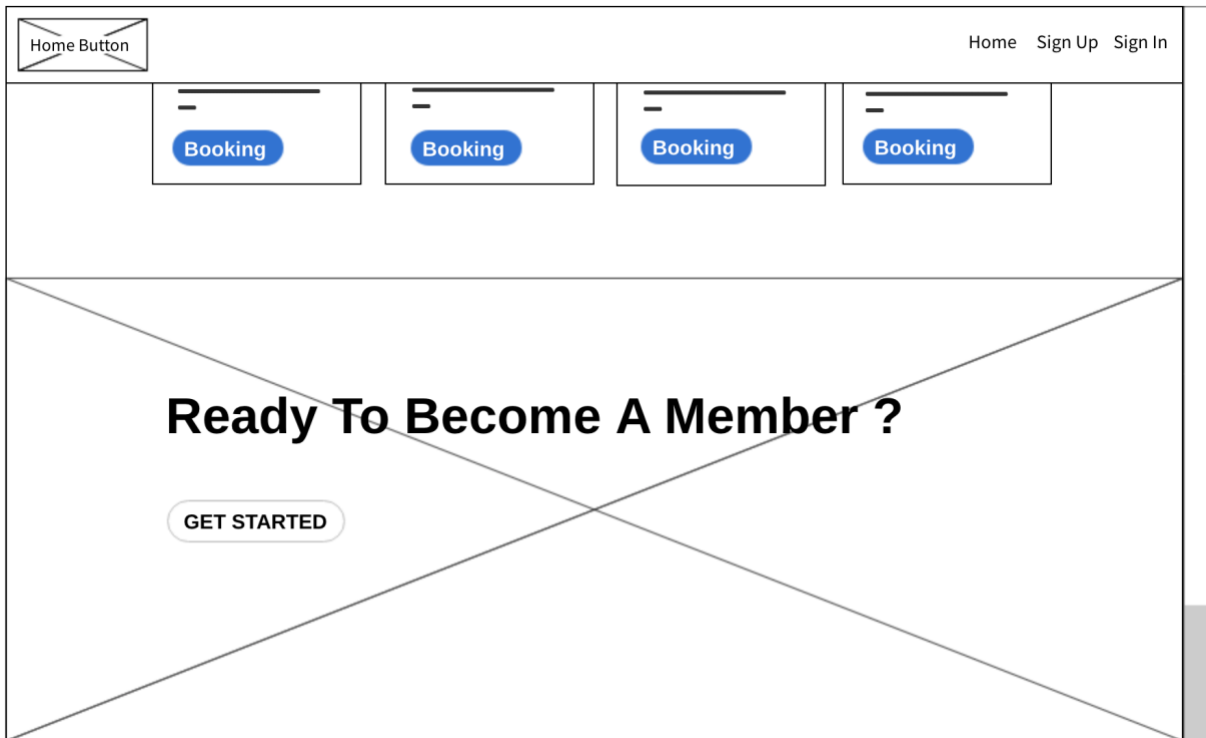 Home Button
Home Sign Up Sign In
Booking Booking Booking Booking
Ready To Become A Member ?
GET STARTED